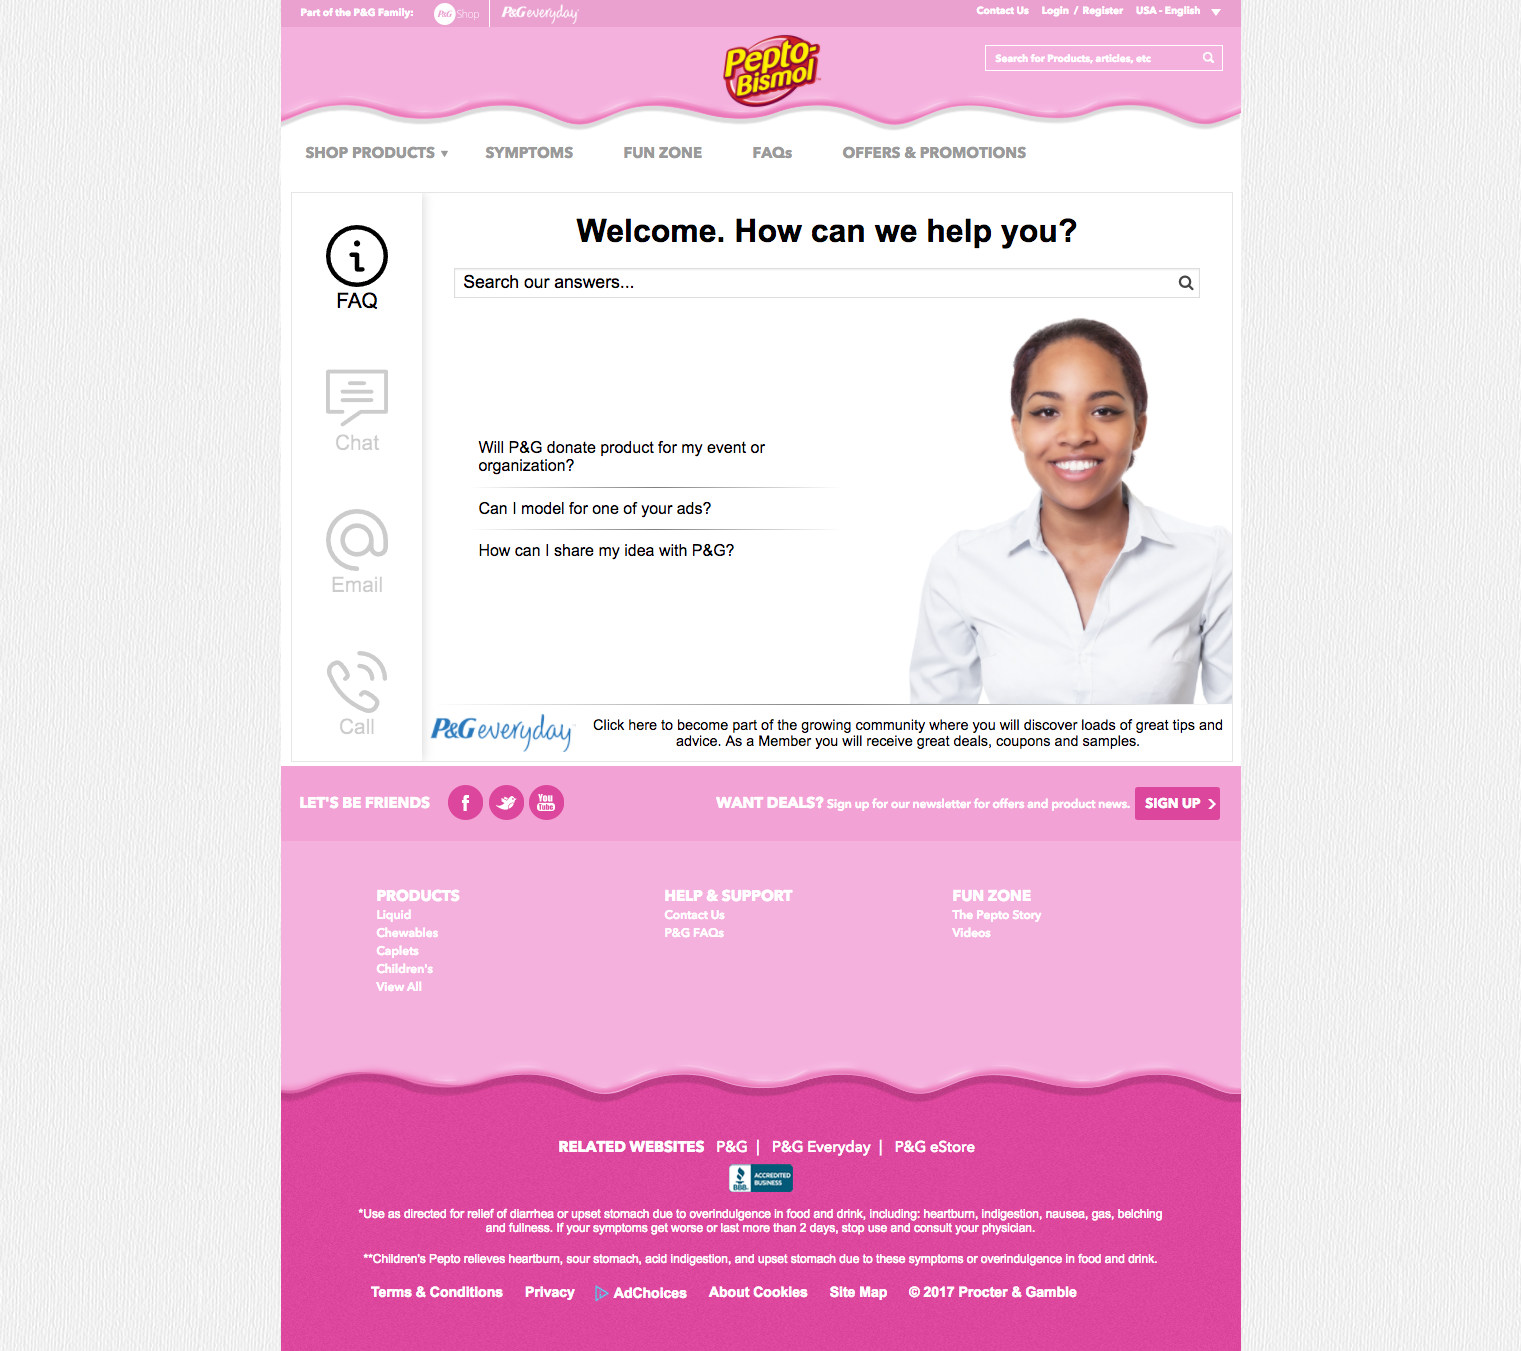 Part of the P&G Family:
P&G Shop
P&G everyday
Contact Us
Login / Register
USA - English
Pepto-
Bismol
Search for Products, articles, etc
SHOP PRODUCTS
SYMPTOMS
FUN ZONE
FAQs
OFFERS & PROMOTIONS
Welcome. How can we help you?
Search our answers...
FAQ
Chat
Email
Call
Will P&G donate product for my event or
organization?
Can I model for one of your ads?
How can I share my idea with P&G?
P&G everyday
Click here to become part of the growing community where you will discover loads of great tips and
advice. As a Member you will receive great deals, coupons and samples.
LET'S BE FRIENDS
f
You
Tube
WANT DEALS? Sign up for our newsletter for offers and product news.
SIGN UP
PRODUCTS
Liquid
Chewables
Caplets
Children's
View All
HELP & SUPPORT
Contact Us
P&G FAQs
FUN ZONE
The Pepto Story
Videos
RELATED WEBSITES P&G | P&G Everyday | P&G eStore
BBB
ACCREDITED
BUSINESS
*Use as directed for relief of diarrhea or upset stomach due to overindulgence in food and drink, including: heartburn, indigestion, nausea, gas, belching
and fullness. If your symptoms get worse or last more than 2 days, stop use and consult your physician.
**Children's Pepto relieves heartburn, sour stomach, acid indigestion, and upset stomach due to these symptoms or overindulgence in food and drink.
Terms & Conditions
Privacy
AdChoices
About Cookies
Site Map
© 2017 Procter & Gamble